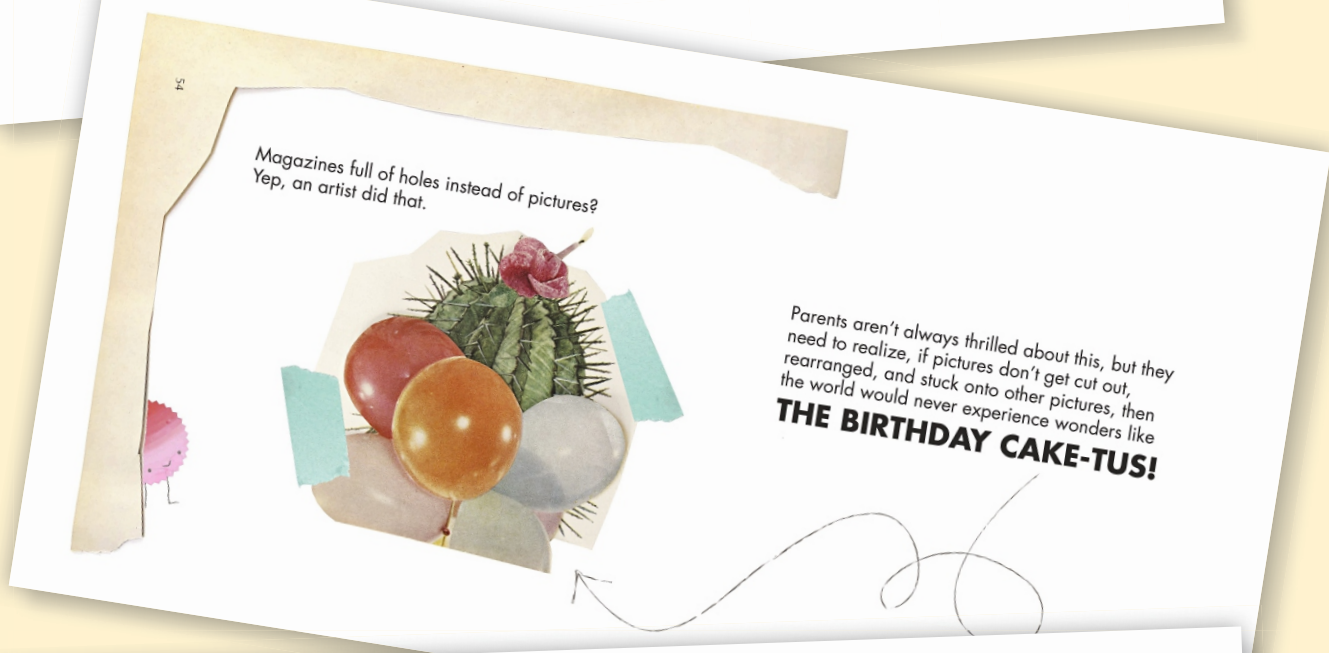 54
Magazines full of holes instead of pictures?
Yep, an artist did that.
Parents aren't always thrilled about this, but they
need to realize, if pictures don't get cut out,
rearranged, and stuck onto other pictures, then
the world would never experience wonders like
THE BIRTHDAY CAKE-TUS!